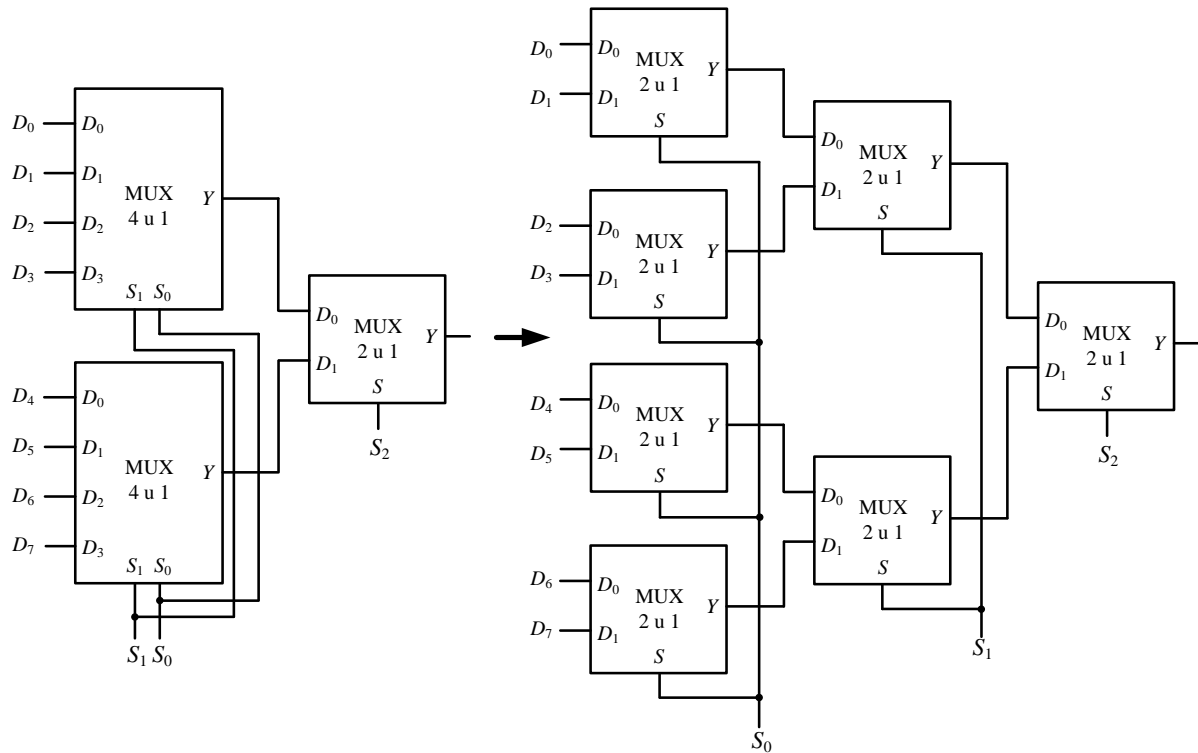 D₀ D₀
D₁ D₁
D₂ D₂
D₃ D₃
MUX
4 u 1
Y
S₁ S₀
D₄ D₀
D₅ D₁
D₆ D₂
D₇ D₃
MUX
4 u 1
Y
S₁ S₀
S₁ S₀
D₀
D₁
MUX
2 u 1
Y
S
S₂
D₀ D₀
D₁ D₁
MUX
2 u 1
Y
S
D₂ D₀
D₃ D₁
MUX
2 u 1
Y
S
D₄ D₀
D₅ D₁
MUX
2 u 1
Y
S
D₆ D₀
D₇ D₁
MUX
2 u 1
Y
S
S₀
D₀
D₁
MUX
2 u 1
Y
S
D₀
D₁
MUX
2 u 1
Y
S
S₁
D₀
D₁
MUX
2 u 1
Y
S
S₂